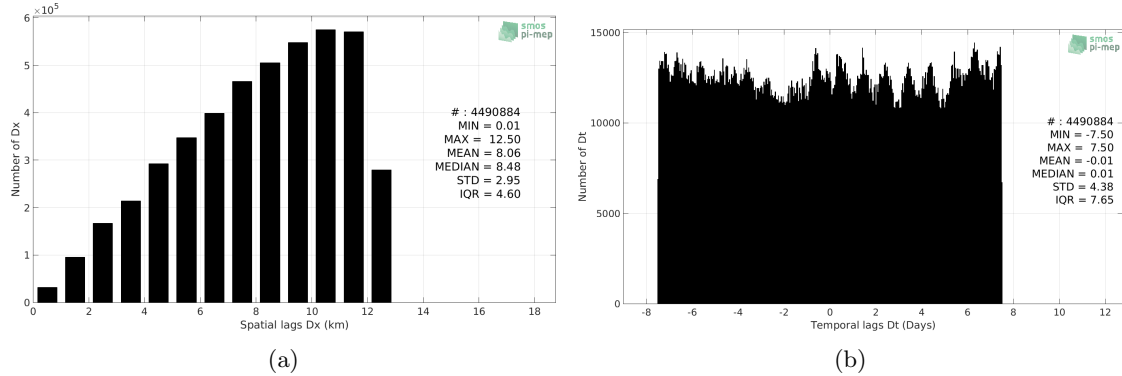 ×10⁵
6
5
4
3
2
1
0
Number of Dx
0 2 4 6 8 10 12 14 16 18
Spatial lags Dx (km)
smos
pi-mep
# : 4490884
MIN = 0.01
MAX = 12.50
MEAN = 8.06
MEDIAN = 8.48
STD = 2.95
IQR = 4.60
(a)
15000
10000
5000
0
Number of Dt
-8 -6 -4 -2 0 2 4 6 8 10 12
Temporal lags Dt (Days)
smos
pi-mep
# : 4490884
MIN = -7.50
MAX = 7.50
MEAN = -0.01
MEDIAN = 0.01
STD = 4.38
IQR = 7.65
(b)